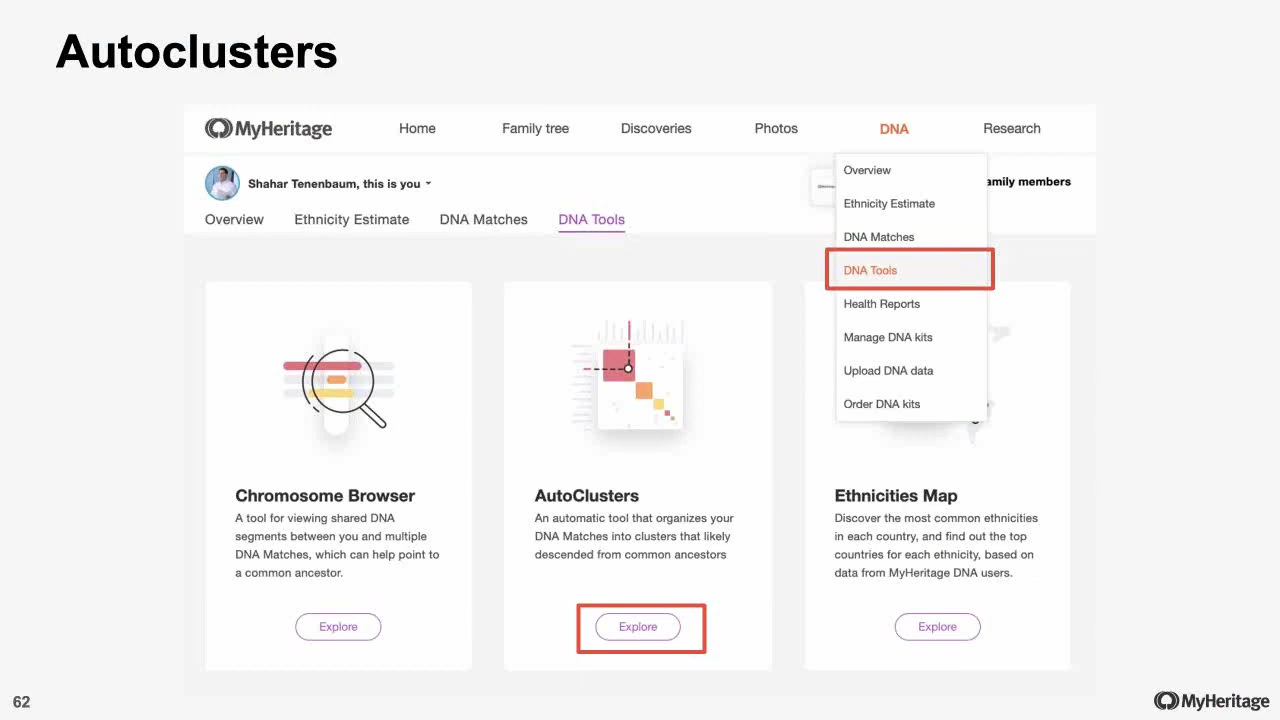 Autoclusters
MyHeritage
Home
Family tree
Discoveries
Photos
DNA
Research
Shahar Tenenbaum, this is you
amily members
Overview
Ethnicity Estimate
DNA Matches
DNA Tools
Overview
Ethnicity Estimate
DNA Matches
DNA Tools
Health Reports
Manage DNA kits
Upload DNA data
Order DNA kits
Chromosome Browser
A tool for viewing shared DNA
segments between you and multiple
DNA Matches, which can help point to
a common ancestor.
Explore
AutoClusters
An automatic tool that organizes your
DNA Matches into clusters that likely
descended from common ancestors
Explore
Ethnicities Map
Discover the most common ethnicities
in each country, and find out the top
countries for each ethnicity, based on
data from MyHeritage DNA users.
Explore
62
MyHeritage